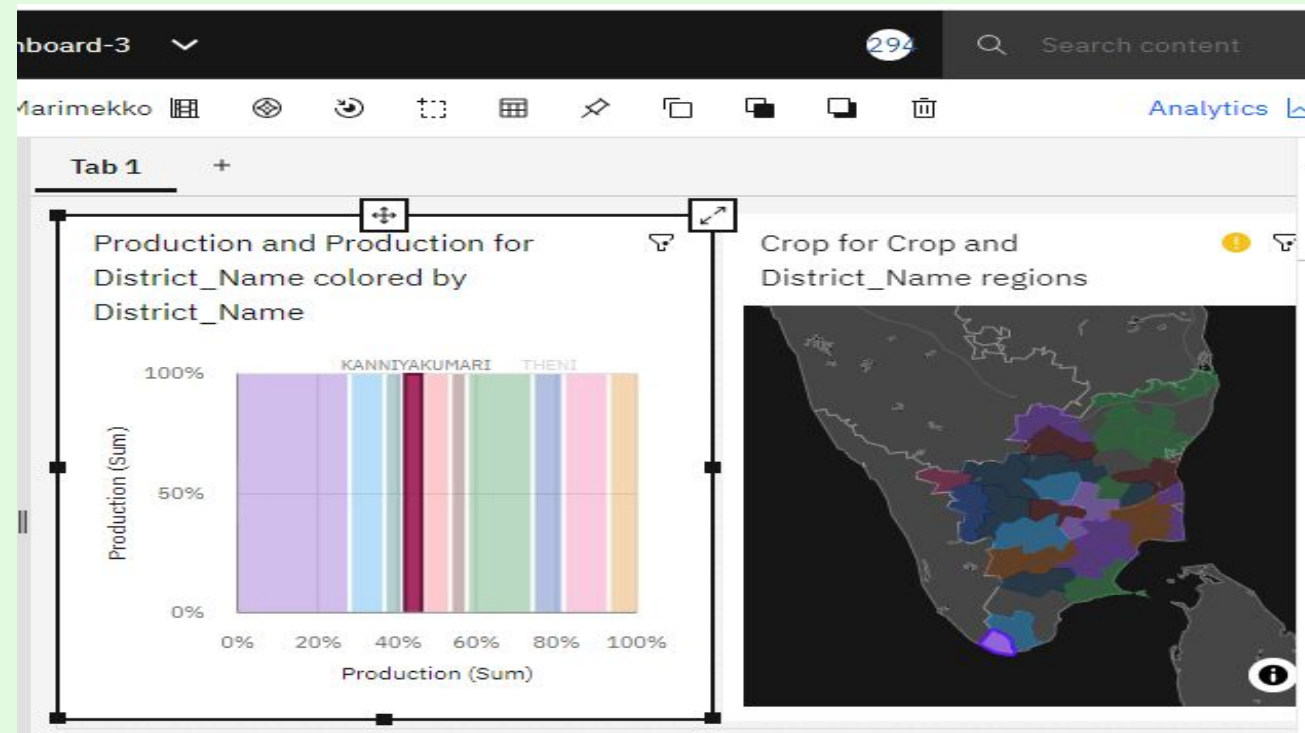 nboard-3
294
Search content
Marimekko
Analytics
Tab 1 +
Production and Production for
District_Name colored by
District_Name
KANNIYAKUMARI THENI
100%
50%
0%
Production (Sum)
0% 20% 40% 60% 80% 100%
Production (Sum)
Crop for Crop and
District_Name regions